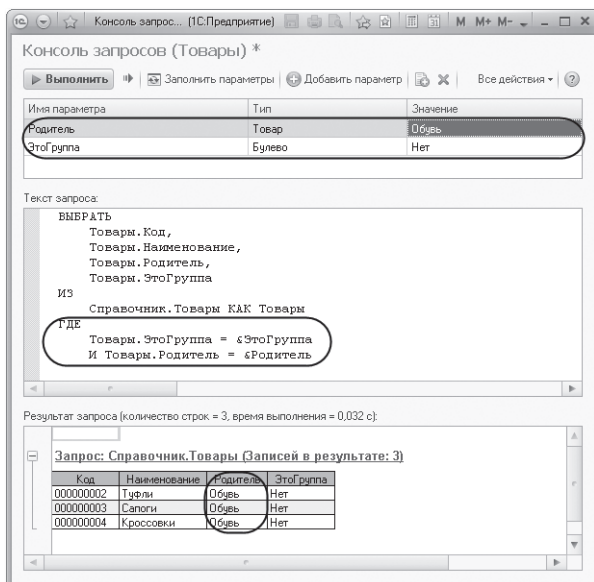 Консоль запрос... (1С:Предприятие) M M+ M-
Консоль запросов (Товары) *
Выполнить Заполнить параметры Добавить параметр Все действия
Имя параметра Тип Значение
Родитель Товар Обувь
ЭтоГруппа Булево Нет
Текст запроса:
ВЫБРАТЬ
Товары.Код,
Товары.Наименование,
Товары.Родитель,
Товары.ЭтоГруппа
ИЗ
Справочник.Товары КАК Товары
ГДЕ
Товары.ЭтоГруппа = &ЭтоГруппа
И Товары.Родитель = &Родитель
Результат запроса (количество строк = 3, время выполнения = 0,032 с):
Запрос: Справочник.Товары (Записей в результате: 3)
Код Наименование Родитель ЭтоГруппа
000000002 Туфли Обувь Нет
000000003 Сапоги Обувь Нет
000000004 Кроссовки Обувь Нет